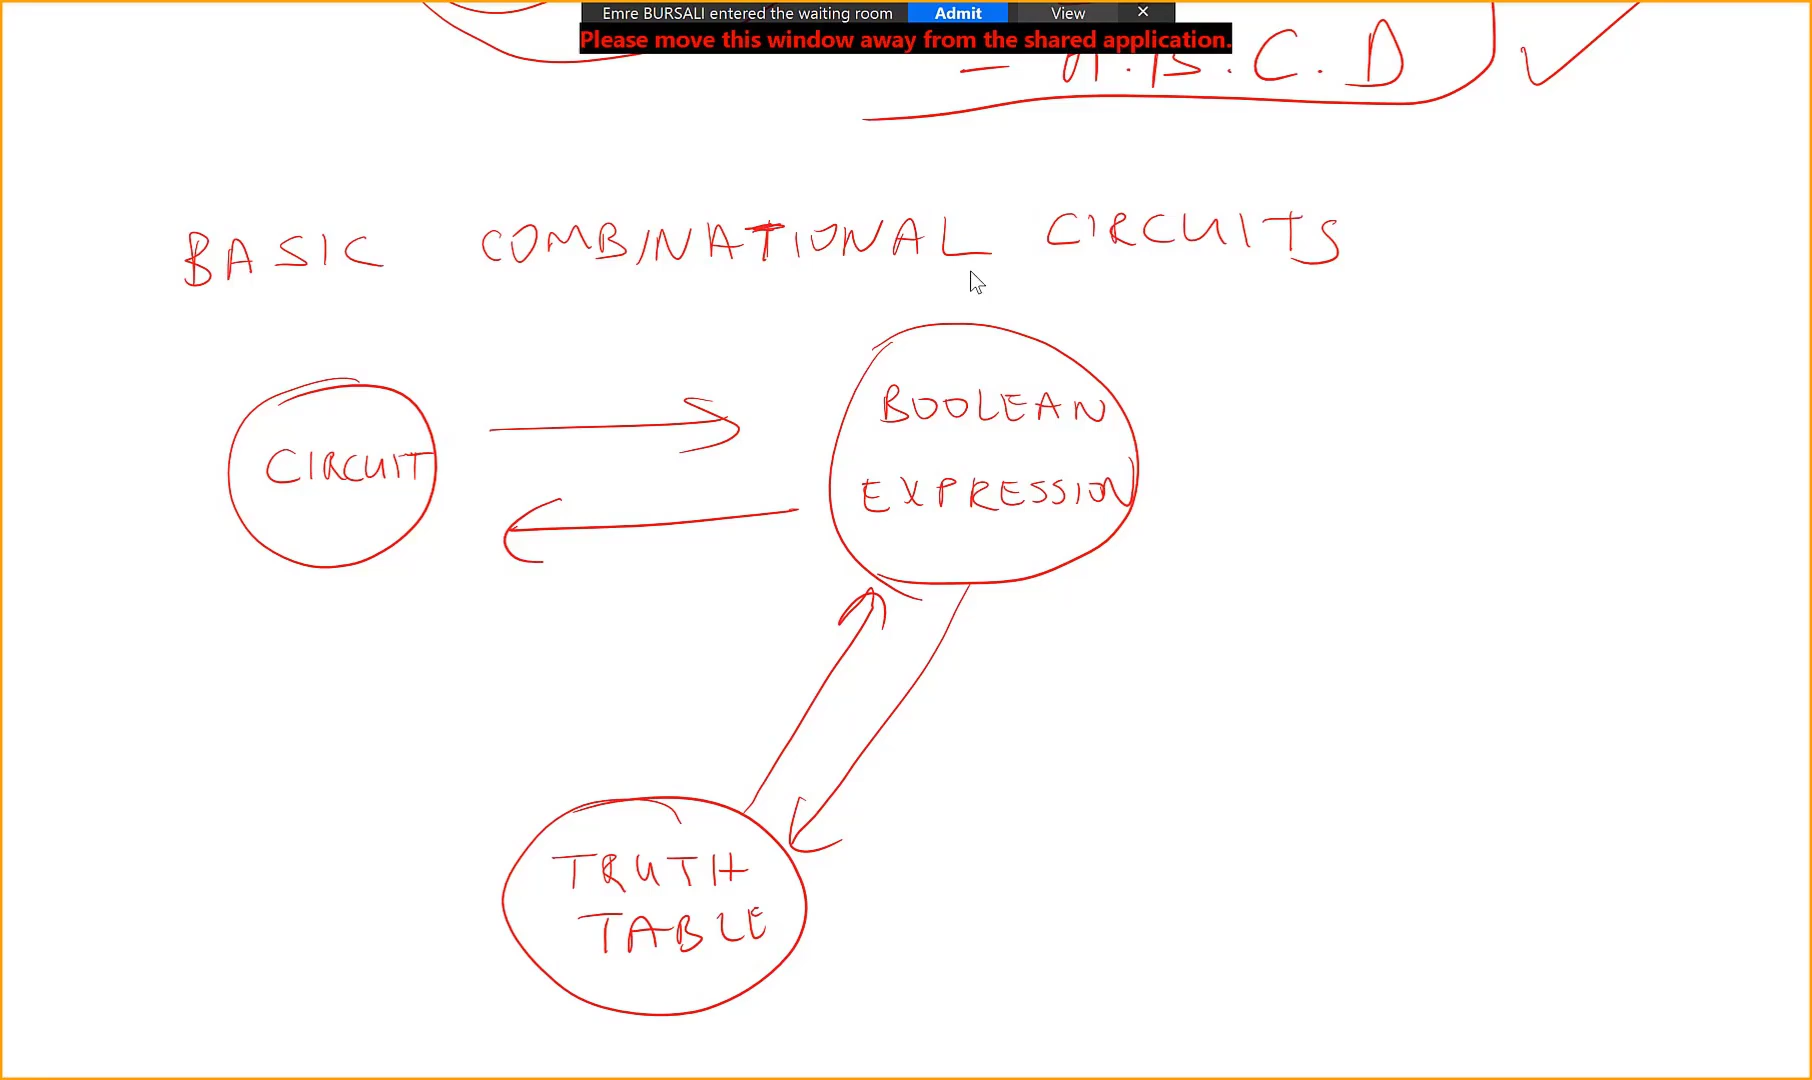 Emre BURSALI entered the waiting room Admit View ×
Please move this window away from the shared application.
C . D
BASIC COMBINATIONAL CIRCUITS
CIRCUIT
BOOLEAN
EXPRESSION
TRUTH
TABLE